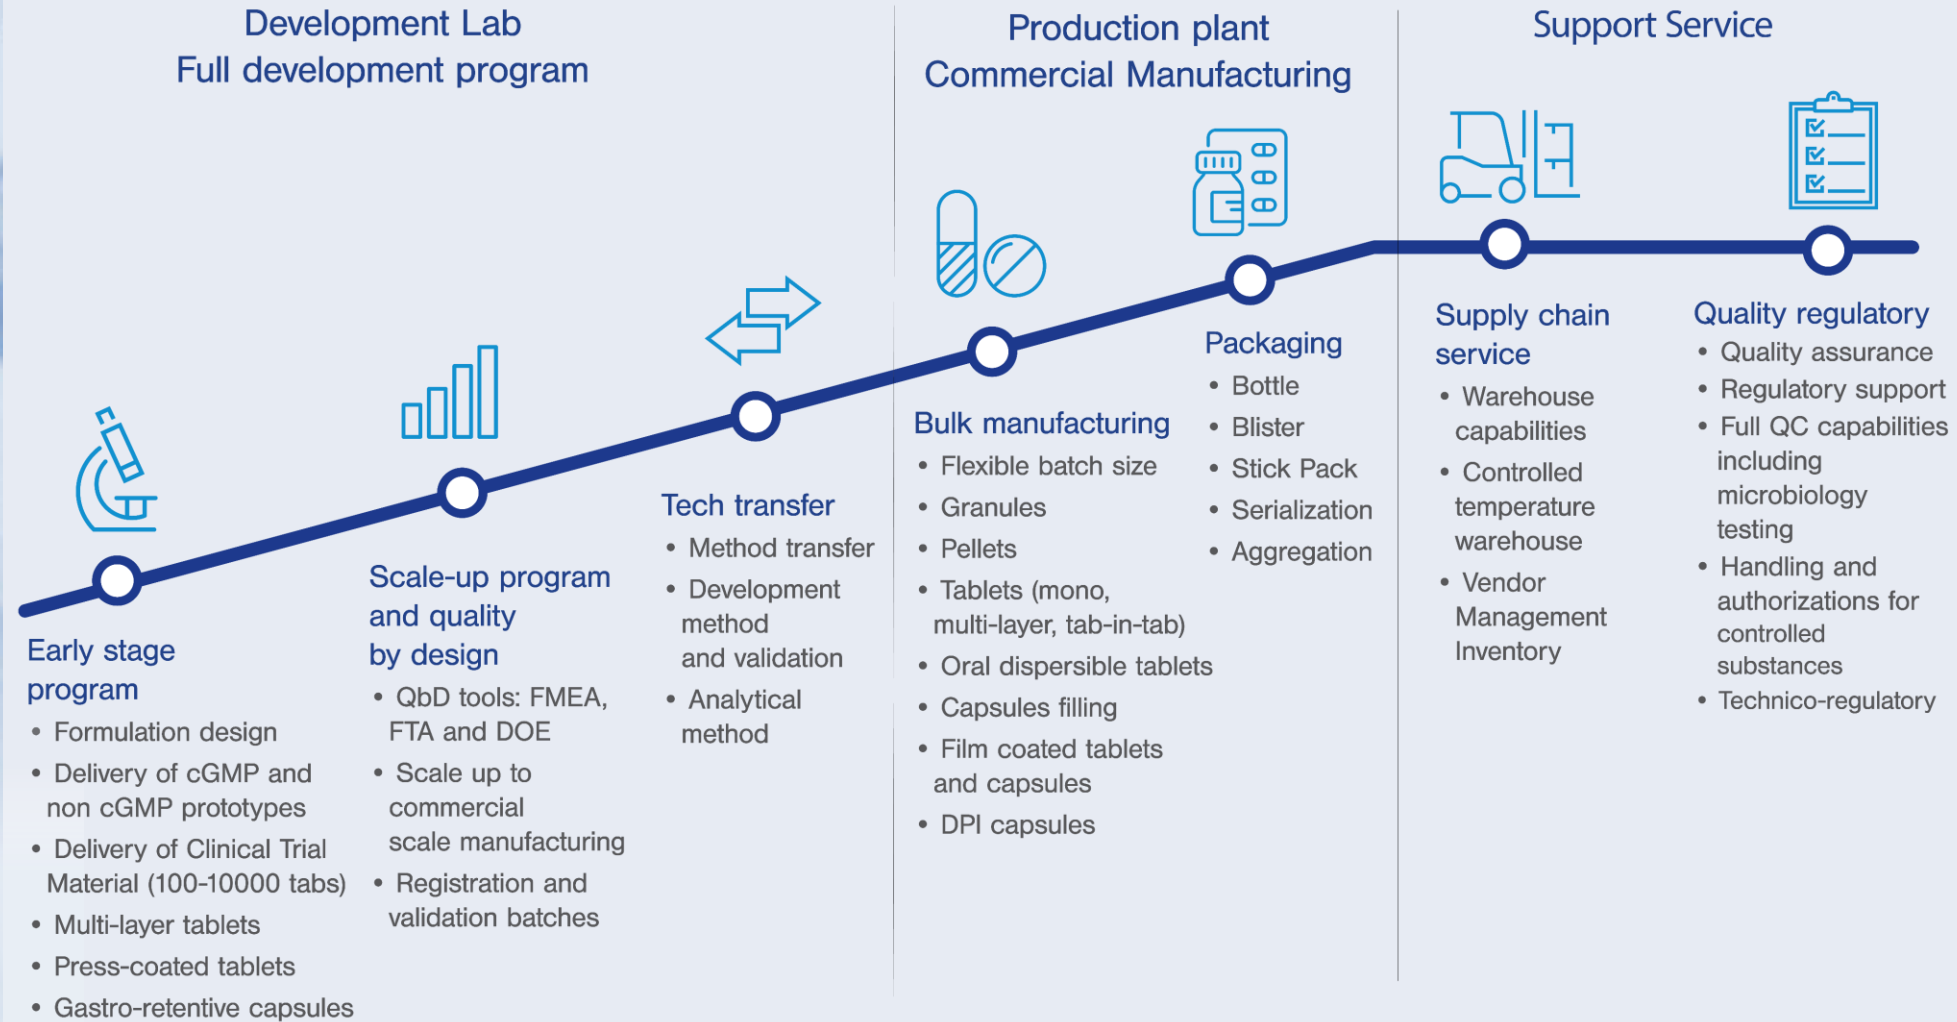 Development Lab
Full development program
Early stage
program
• Formulation design
• Delivery of cGMP and
non cGMP prototypes
• Delivery of Clinical Trial
Material (100-10000 tabs)
• Multi-layer tablets
• Press-coated tablets
• Gastro-retentive capsules
Scale-up program
and quality
by design
• QbD tools: FMEA,
FTA and DOE
• Scale up to
commercial
scale manufacturing
• Registration and
validation batches
Tech transfer
• Method transfer
• Development
method
and validation
• Analytical
method
Production plant
Commercial Manufacturing
Bulk manufacturing
• Flexible batch size
• Granules
• Pellets
• Tablets (mono,
multi-layer, tab-in-tab)
• Oral dispersible tablets
• Capsules filling
• Film coated tablets
and capsules
• DPI capsules
Packaging
• Bottle
• Blister
• Stick Pack
• Serialization
• Aggregation
Support Service
Supply chain
service
• Warehouse
capabilities
• Controlled
temperature
warehouse
• Vendor
Management
Inventory
Quality regulatory
• Quality assurance
• Regulatory support
• Full QC capabilities
including
microbiology
testing
• Handling and
authorizations for
controlled
substances
• Technico-regulatory